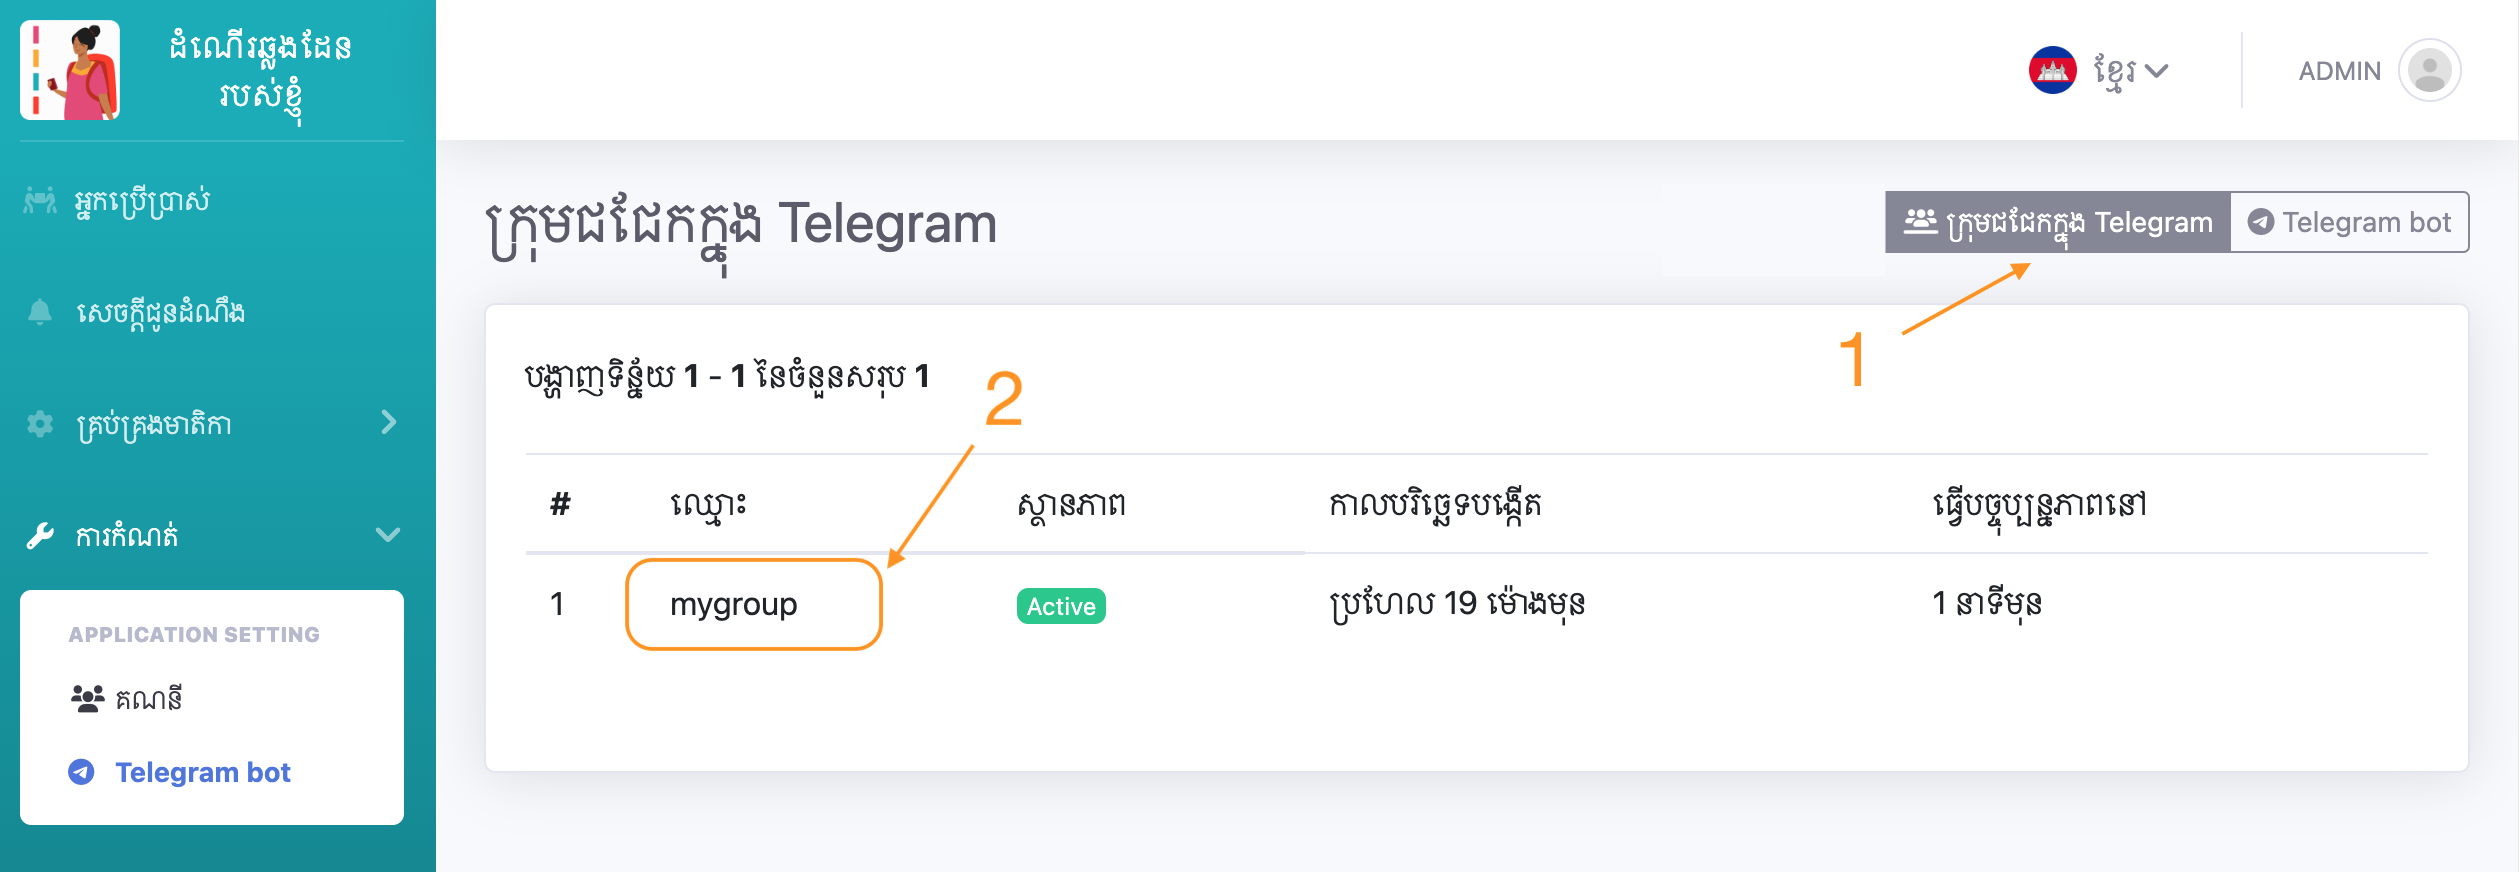 ដំណើរឆ្លងដែន
របស់ខ្ញុំ
ខ្មែរ
ADMIN
អ្នកប្រើប្រាស់
សេចក្តីជូនដំណឹង
គ្រប់គ្រងមាតិកា
ការកំណត់
APPLICATION SETTING
គណនី
Telegram bot
ក្រុមជជែកក្នុង Telegram
ក្រុមជជែកក្នុង Telegram
Telegram bot
1
បង្ហាញទិន្ន័យ 1 - 1 នៃចំនួនសរុប 1
2
# ឈ្មោះ ស្ថានភាព កាលបរិច្ឆេទបង្កើត ធ្វើបច្ចុប្បន្នភាពនៅ
1 mygroup Active ប្រហែល 19 ម៉ោងមុន 1 នាទីមុន